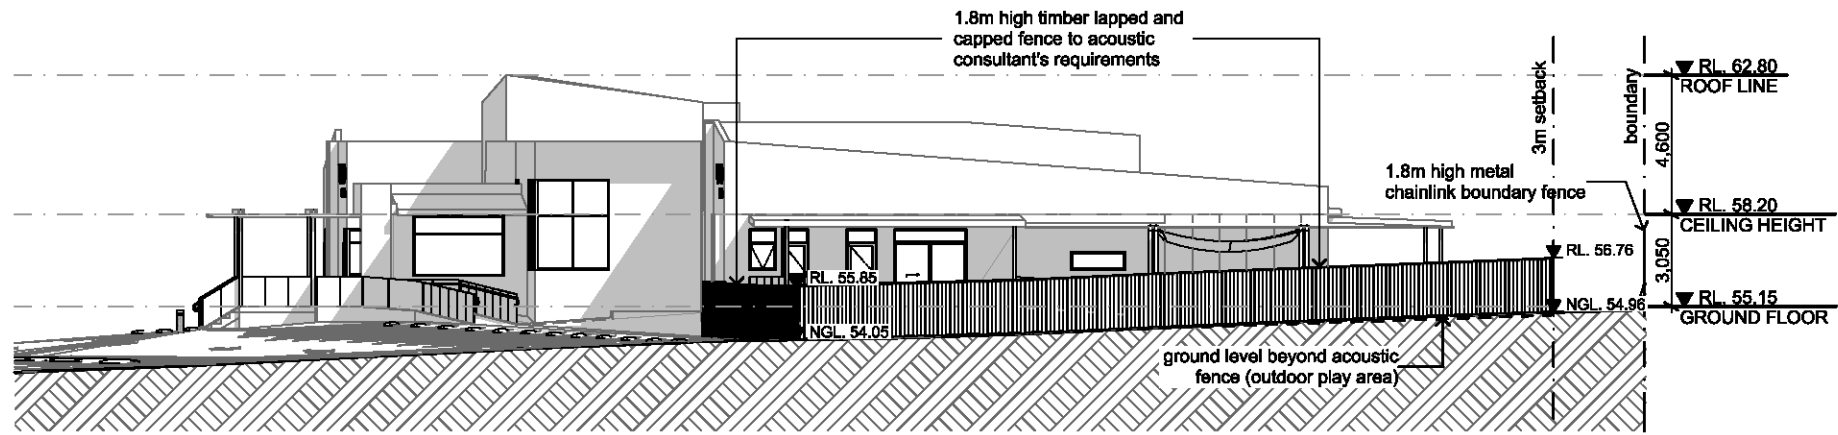 1.8m high timber lapped and
capped fence to acoustic
consultant's requirements
3m setback
boundary
RL. 62.80
ROOF LINE
4,600
1.8m high metal
chainlink boundary fence
RL. 58.20
CEILING HEIGHT
3,050
RL. 56.76
RL. 55.85
NGL. 54.96
RL. 55.15
GROUND FLOOR
NGL. 54.05
ground level beyond acoustic
fence (outdoor play area)